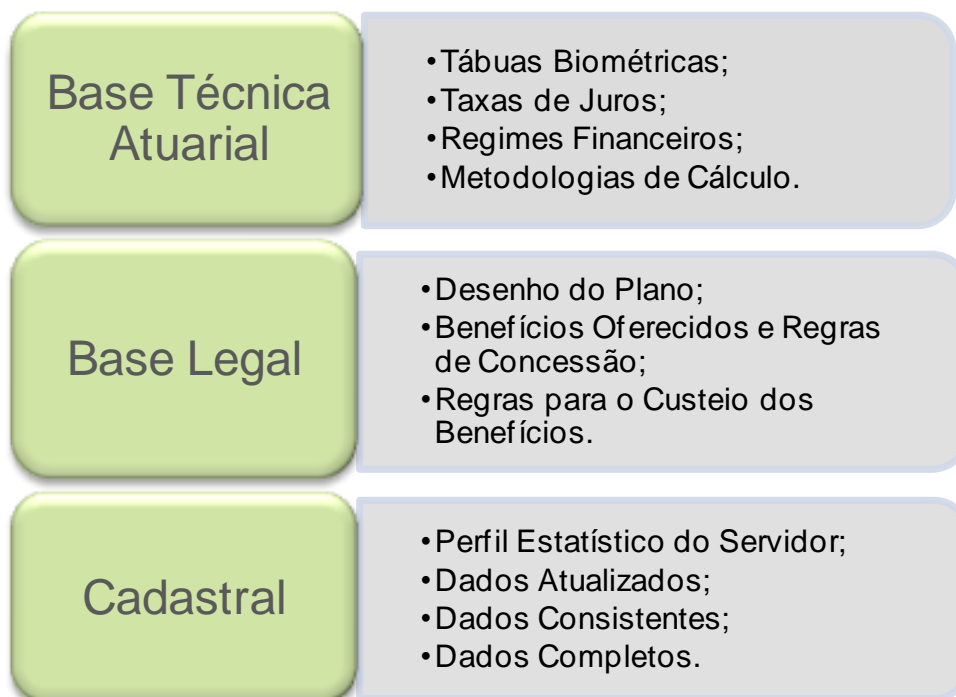 Base Técnica
Atuarial
•Tábuas Biométricas;
•Taxas de Juros;
•Regimes Financeiros;
•Metodologias de Cálculo.
Base Legal
•Desenho do Plano;
•Benefícios Oferecidos e Regras
de Concessão;
•Regras para o Custeio dos
Benefícios.
Cadastral
•Perfil Estatístico do Servidor;
•Dados Atualizados;
•Dados Consistentes;
•Dados Completos.